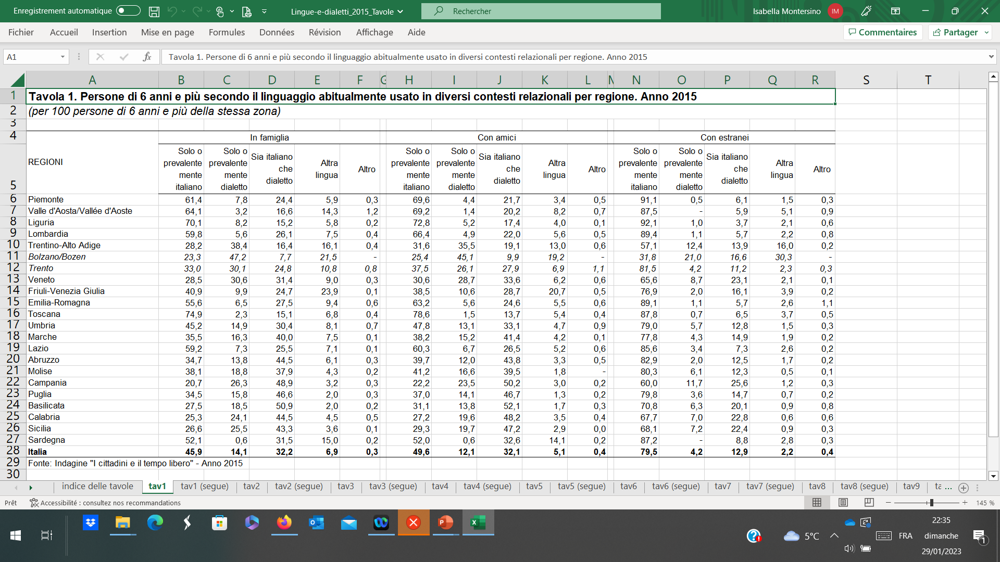 Enregistrement automatique
Lingue-e-dialetti_2015_Tavole
Rechercher
Isabella Montersino IM
Fichier Accueil Insertion Mise en page Formules Données Révision Affichage Aide
Commentaires Partager
A1 fx Tavola 1. Persone di 6 anni e più secondo il linguaggio abitualmente usato in diversi contesti relazionali per regione. Anno 2015
A B C D E F G H I J K L M N O P Q R S T
1 Tavola 1. Persone di 6 anni e più secondo il linguaggio abitualmente usato in diversi contesti relazionali per regione. Anno 2015
2 (per 100 persone di 6 anni e più della stessa zona)
3
4 In famiglia Con amici Con estranei
5 REGIONI Solo o prevalente mente italiano Solo o prevalente mente dialetto Sia italiano che dialetto Altra lingua Altro Solo o prevalente mente italiano Solo o prevalente mente dialetto Sia italiano che dialetto Altra lingua Altro Solo o prevalente mente italiano Solo o prevalente mente dialetto Sia italiano che dialetto Altra lingua Altro
6 Piemonte 61,4 7,8 24,4 5,9 0,3 69,6 4,4 21,7 3,4 0,5 91,1 0,5 6,1 1,5 0,3
7 Valle d'Aosta/Vallée d'Aoste 64,1 3,2 16,6 14,3 1,2 69,2 1,4 20,2 8,2 0,7 87,5 - 5,9 5,1 0,9
8 Liguria 70,1 8,2 15,2 5,8 0,2 72,8 5,2 17,4 4,0 0,1 92,1 1,0 3,7 2,1 0,6
9 Lombardia 59,8 5,6 26,1 7,5 0,4 66,4 4,9 22,0 5,6 0,5 89,4 1,1 5,7 2,2 0,8
10 Trentino-Alto Adige 28,2 38,4 16,4 16,1 0,4 31,6 35,5 19,1 13,0 0,6 57,1 12,4 13,9 16,0 0,2
11 Bolzano/Bozen 23,3 47,2 7,7 21,5 - 25,4 45,1 9,9 19,2 - 31,8 21,0 16,6 30,3 -
12 Trento 33,0 30,1 24,8 10,8 0,8 37,5 26,1 27,9 6,9 1,1 81,5 4,2 11,2 2,3 0,3
13 Veneto 28,5 30,6 31,4 9,0 0,3 30,6 28,7 33,6 6,2 0,6 65,6 8,7 23,1 2,1 0,1
14 Friuli-Venezia Giulia 40,9 9,9 24,7 23,9 0,1 38,5 10,6 28,7 20,7 0,5 76,9 2,0 16,1 3,9 0,2
15 Emilia-Romagna 55,6 6,5 27,5 9,4 0,6 63,2 5,6 24,6 5,5 0,6 89,1 1,1 5,7 2,6 1,1
16 Toscana 74,9 2,3 15,1 6,8 0,4 78,6 1,5 13,7 5,4 0,4 87,8 0,7 6,5 3,7 0,5
17 Umbria 45,2 14,9 30,4 8,1 0,7 47,8 13,1 33,1 4,7 0,9 79,0 5,7 12,8 1,5 0,3
18 Marche 35,5 16,3 40,0 7,5 0,1 38,2 15,2 41,4 4,2 0,1 77,8 4,3 14,9 1,9 0,2
19 Lazio 59,2 7,3 25,5 7,1 0,1 60,3 6,7 26,5 5,2 0,6 85,6 3,4 7,3 2,6 0,2
20 Abruzzo 34,7 13,8 44,5 6,1 0,3 39,7 12,0 43,8 3,3 0,5 82,9 2,0 12,5 1,7 0,2
21 Molise 38,1 18,8 37,9 4,3 0,2 41,2 16,6 39,5 1,8 - 80,3 6,1 12,3 0,5 0,1
22 Campania 20,7 26,3 48,9 3,2 0,3 22,2 23,5 50,2 3,0 0,2 60,0 11,7 25,6 1,2 0,3
23 Puglia 34,5 15,8 46,6 2,0 0,3 37,0 14,1 46,7 1,3 0,2 79,8 3,6 14,7 0,7 0,2
24 Basilicata 27,5 18,5 50,9 2,0 0,2 31,1 13,8 52,1 1,7 0,3 70,8 6,3 20,1 0,9 0,8
25 Calabria 25,3 24,1 44,5 4,5 0,5 27,2 19,6 48,2 3,5 0,4 67,7 7,0 22,8 0,6 0,6
26 Sicilia 26,6 25,5 43,3 3,6 0,1 29,3 19,7 47,2 2,9 0,0 68,1 7,2 22,4 0,9 0,3
27 Sardegna 52,1 0,6 31,5 15,0 0,2 52,0 0,6 32,6 14,1 0,2 87,2 - 8,8 2,8 0,3
28 Italia 45,9 14,1 32,2 6,9 0,3 49,6 12,1 32,1 5,1 0,4 79,5 4,2 12,9 2,2 0,4
29 Fonte: Indagine "I cittadini e il tempo libero" - Anno 2015
30
indice delle tavole tav1 tav1 (segue) tav2 tav2 (segue) tav3 tav3 (segue) tav4 tav4 (segue) tav5 tav5 (segue) tav6 tav6 (segue) tav7 tav7 (segue) tav8 tav8 (segue) tav9 ta ...
Prêt Accessibilité : consultez nos recommandations 145 %
5°C FRA
22:35
dimanche
29/01/2023
1